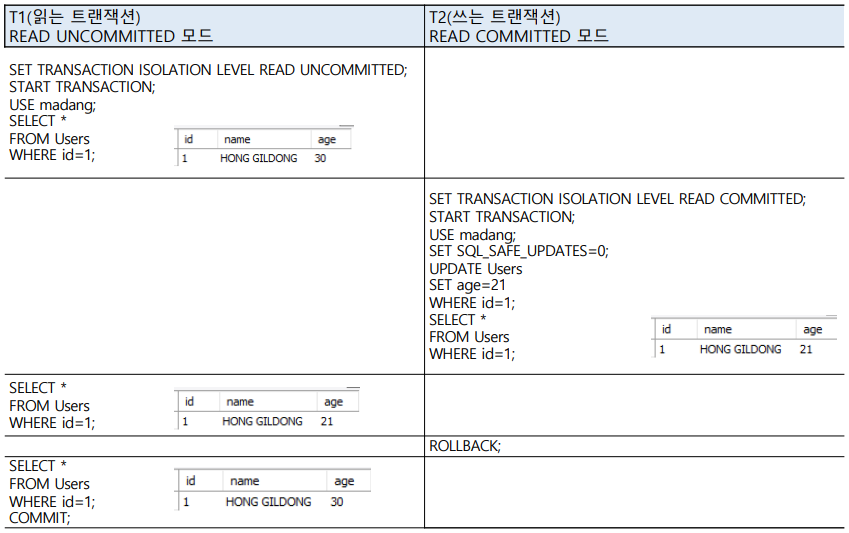 T1(읽는 트랜잭션)
READ UNCOMMITTED 모드
T2(쓰는 트랜잭션)
READ COMMITTED 모드
SET TRANSACTION ISOLATION LEVEL READ UNCOMMITTED;
START TRANSACTION;
USE madang;
SELECT *
FROM Users
WHERE id=1;
id name age
1 HONG GILDONG 30
SET TRANSACTION ISOLATION LEVEL READ COMMITTED;
START TRANSACTION;
USE madang;
SET SQL_SAFE_UPDATES=0;
UPDATE Users
SET age=21
WHERE id=1;
SELECT *
FROM Users
WHERE id=1;
id name age
1 HONG GILDONG 21
SELECT *
FROM Users
WHERE id=1;
id name age
1 HONG GILDONG 21
ROLLBACK;
SELECT *
FROM Users
WHERE id=1;
COMMIT;
id name age
1 HONG GILDONG 30